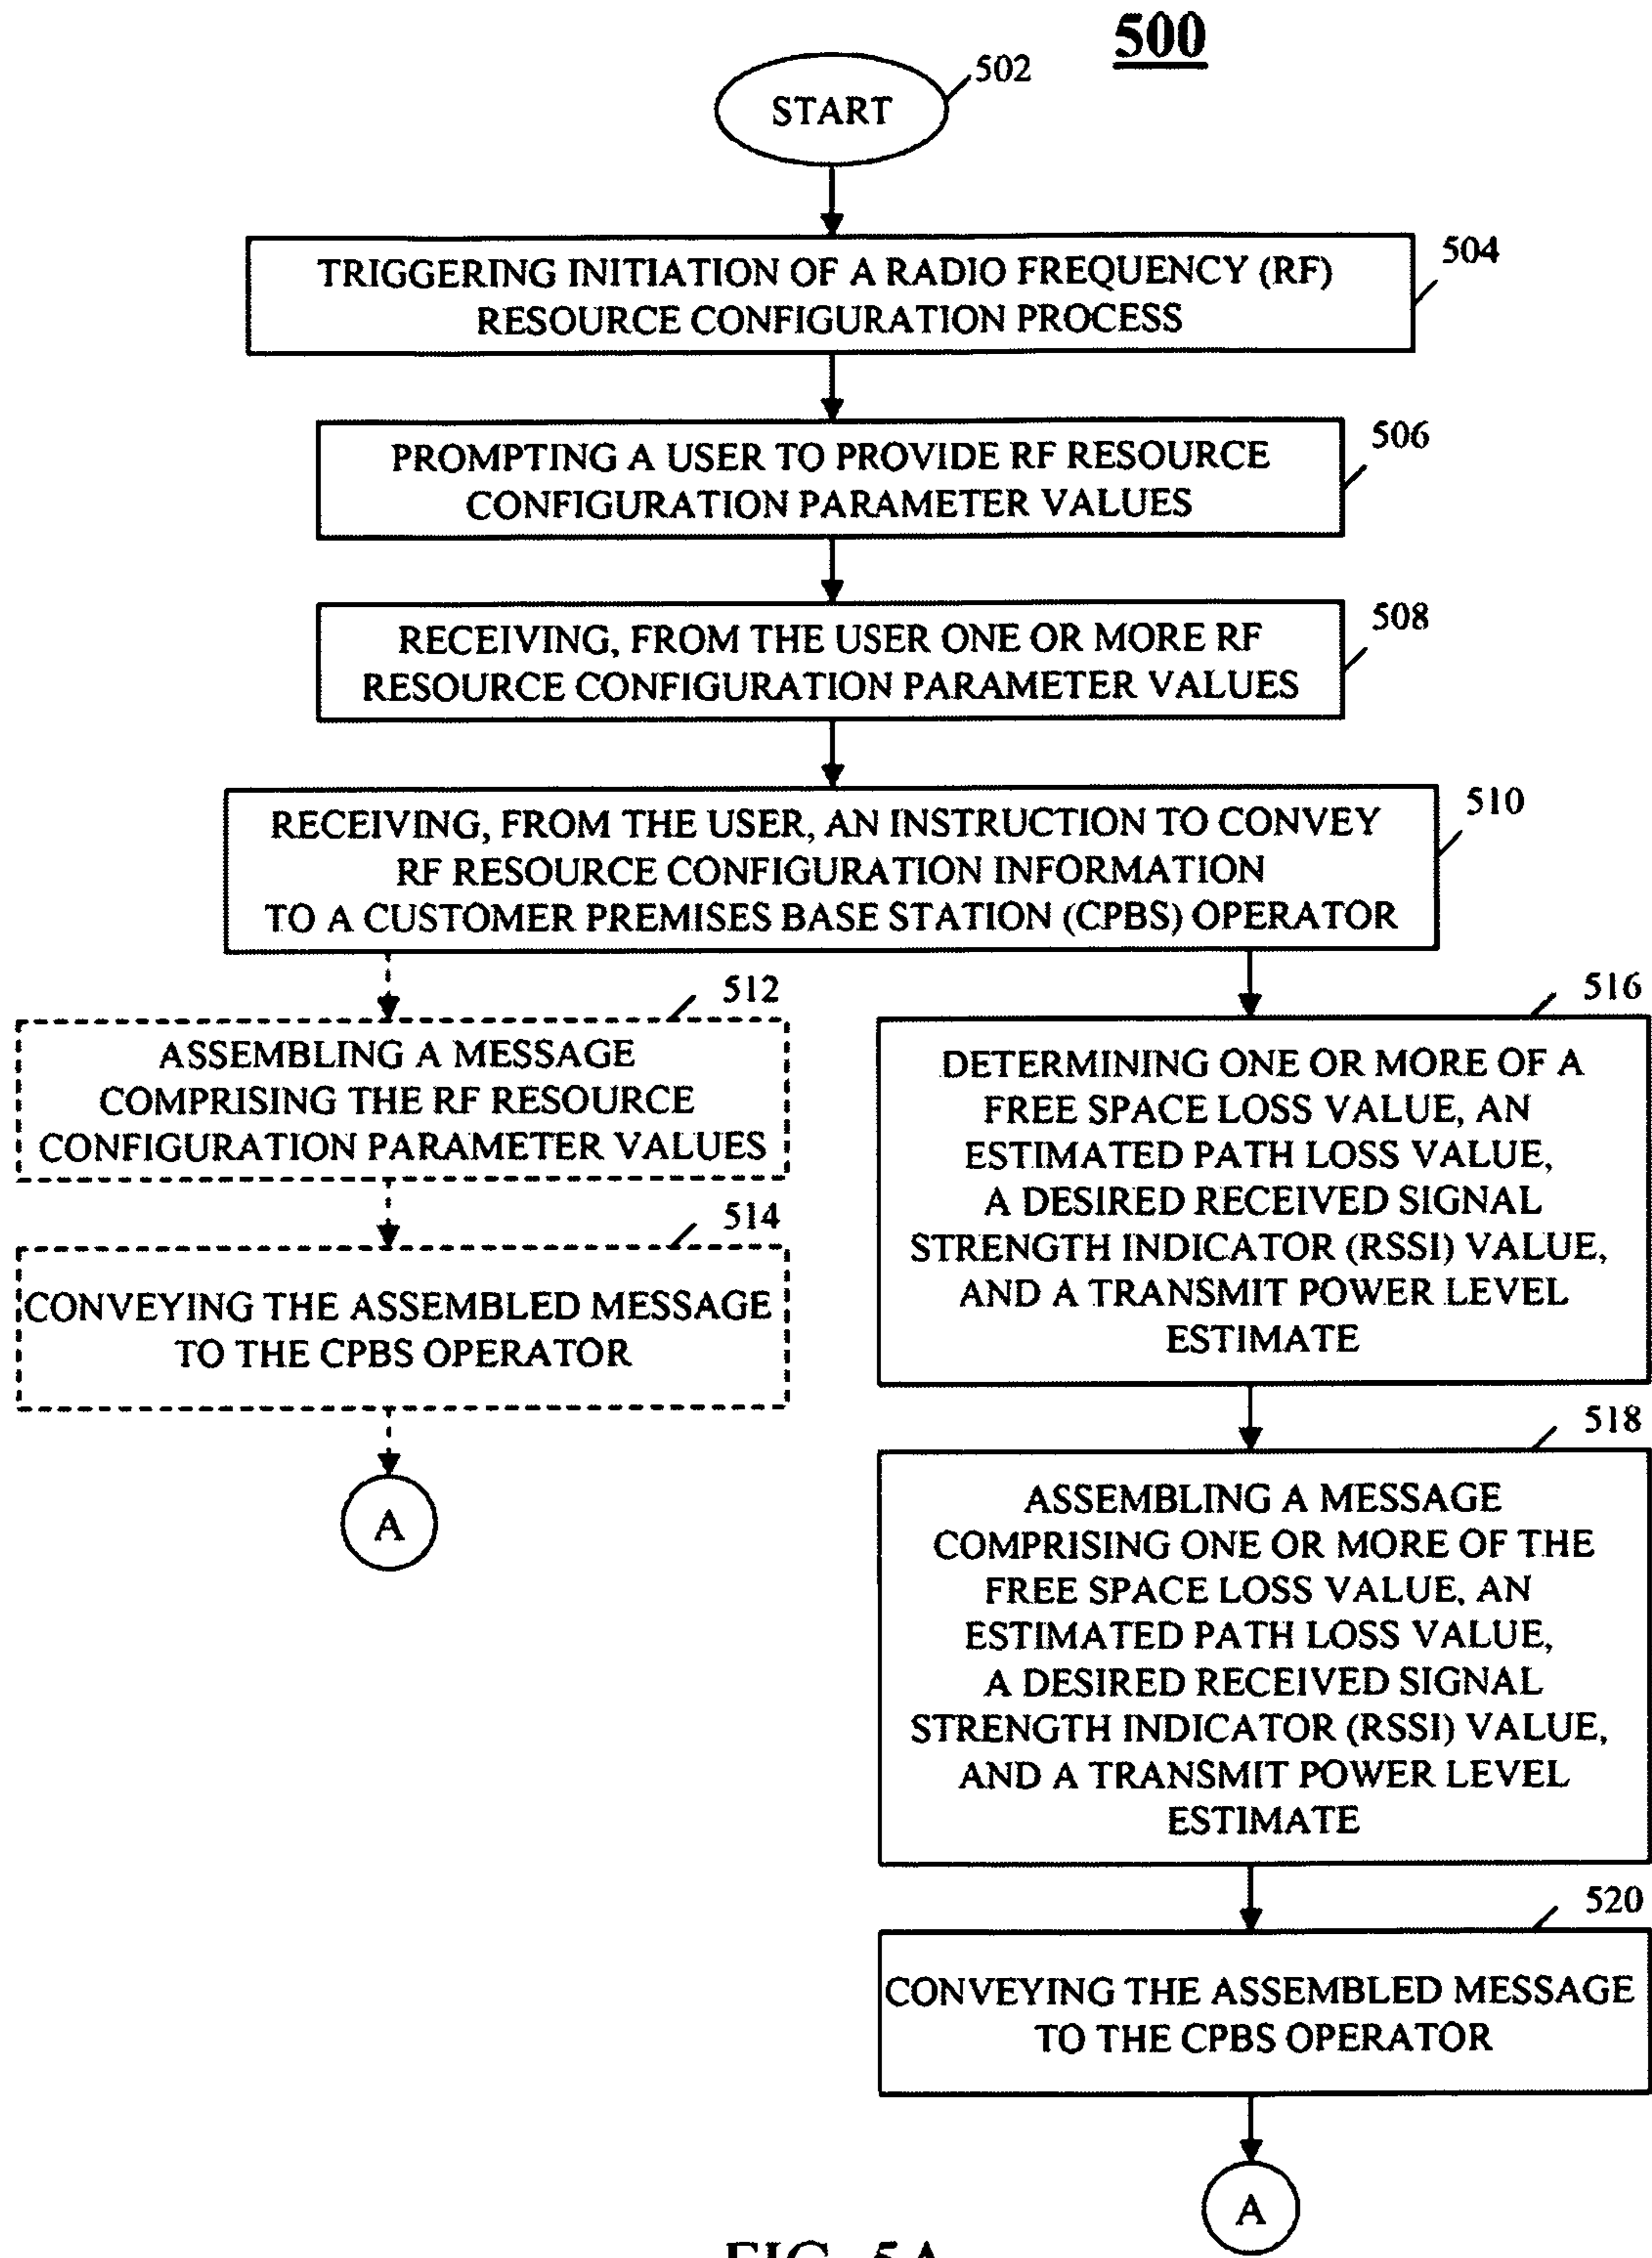 500
502
START
504
TRIGGERING INITIATION OF A RADIO FREQUENCY (RF)
RESOURCE CONFIGURATION PROCESS
506
PROMPTING A USER TO PROVIDE RF RESOURCE
CONFIGURATION PARAMETER VALUES
508
RECEIVING, FROM THE USER ONE OR MORE RF
RESOURCE CONFIGURATION PARAMETER VALUES
510
RECEIVING, FROM THE USER, AN INSTRUCTION TO CONVEY
RF RESOURCE CONFIGURATION INFORMATION
TO A CUSTOMER PREMISES BASE STATION (CPBS) OPERATOR
512
ASSEMBLING A MESSAGE
COMPRISING THE RF RESOURCE
CONFIGURATION PARAMETER VALUES
514
CONVEYING THE ASSEMBLED MESSAGE
TO THE CPBS OPERATOR
A
516
DETERMINING ONE OR MORE OF A
FREE SPACE LOSS VALUE, AN
ESTIMATED PATH LOSS VALUE,
A DESIRED RECEIVED SIGNAL
STRENGTH INDICATOR (RSSI) VALUE,
AND A TRANSMIT POWER LEVEL
ESTIMATE
518
ASSEMBLING A MESSAGE
COMPRISING ONE OR MORE OF THE
FREE SPACE LOSS VALUE, AN
ESTIMATED PATH LOSS VALUE,
A DESIRED RECEIVED SIGNAL
STRENGTH INDICATOR (RSSI) VALUE,
AND A TRANSMIT POWER LEVEL
ESTIMATE
520
CONVEYING THE ASSEMBLED MESSAGE
TO THE CPBS OPERATOR
A
FIG. 5A